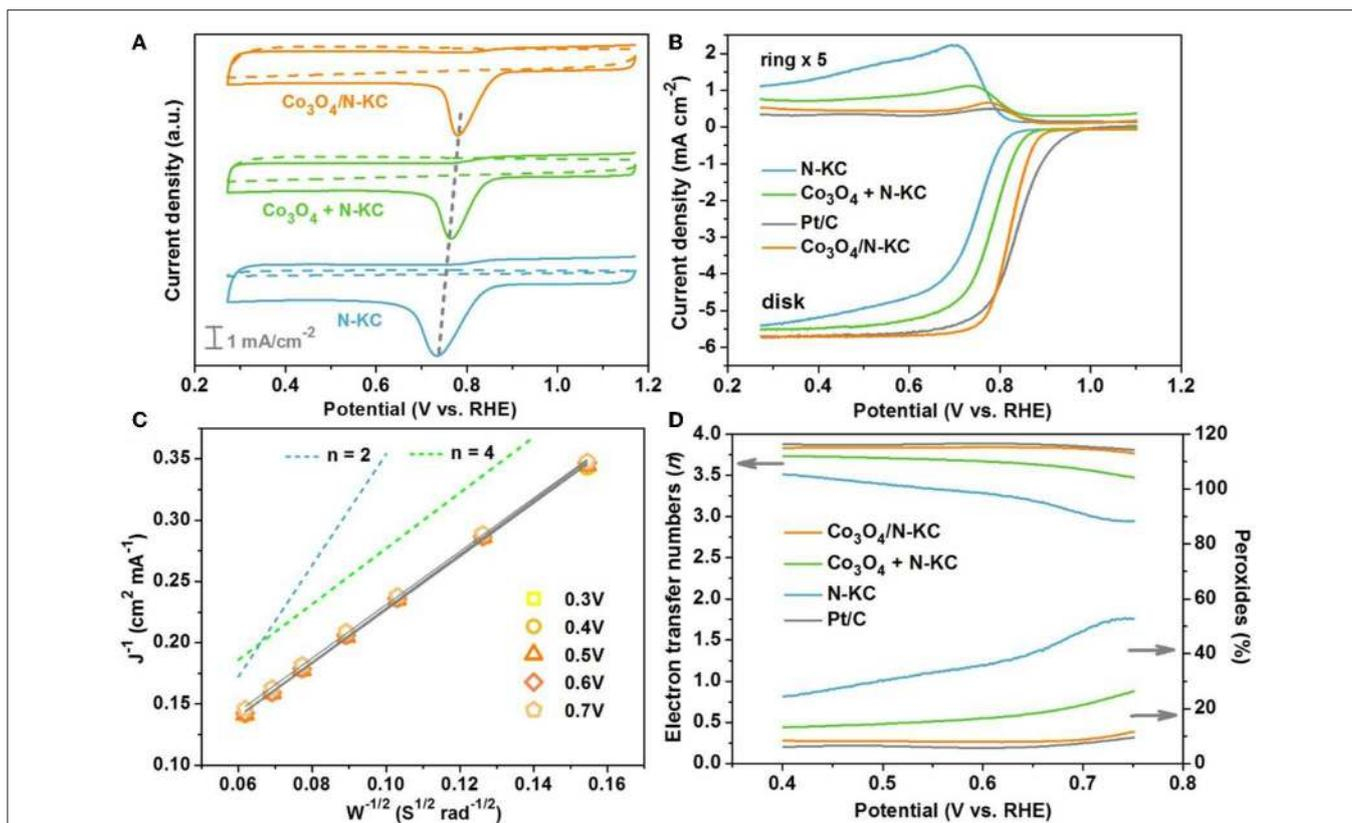 A
Co3O4/N-KC
Co3O4 + N-KC
N-KC
1 mA/cm-2
Current density (a.u.)
0.2 0.4 0.6 0.8 1.0 1.2
Potential (V vs. RHE)
B
ring x 5
N-KC
Co3O4 + N-KC
Pt/C
Co3O4/N-KC
disk
Current density (mA cm-2)
2
1
0
-1
-2
-3
-4
-5
-6
0.2 0.4 0.6 0.8 1.0 1.2
Potential (V vs. RHE)
C
n = 2 n = 4
0.3V
0.4V
0.5V
0.6V
0.7V
J-1 (cm2 mA-1)
0.35
0.30
0.25
0.20
0.15
0.10
0.06 0.08 0.10 0.12 0.14 0.16
W-1/2 (S1/2 rad-1/2)
D
Co3O4/N-KC
Co3O4 + N-KC
N-KC
Pt/C
Electron transfer numbers (n)
4.0
3.5
3.0
2.5
2.0
1.5
1.0
0.5
0.0
120
100
80
60
40
20
0
Peroxides (%)
0.4 0.5 0.6 0.7 0.8
Potential (V vs. RHE)